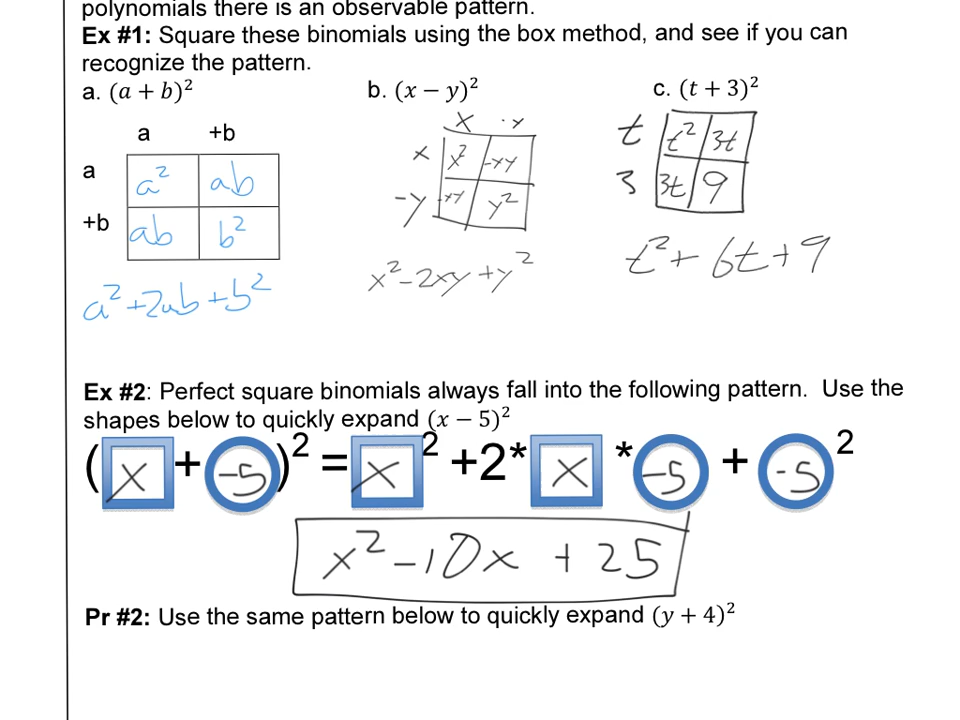 polynomials there is an observable pattern.
Ex #1: Square these binomials using the box method, and see if you can
recognize the pattern.
a. (a + b)² b. (x − y)² c. (t + 3)²
a +b
a a² ab
+b ab b²
a²+2ab+b²
x -y
x x² -xy
-y -xy y²
x²-2xy+y²
t t² 3t
3 3t 9
t²+6t+9
Ex #2: Perfect square binomials always fall into the following pattern. Use the
shapes below to quickly expand (x − 5)²
(x + -5)² = x² +2* x * -5 + -5²
x²-10x + 25
Pr #2: Use the same pattern below to quickly expand (y + 4)²